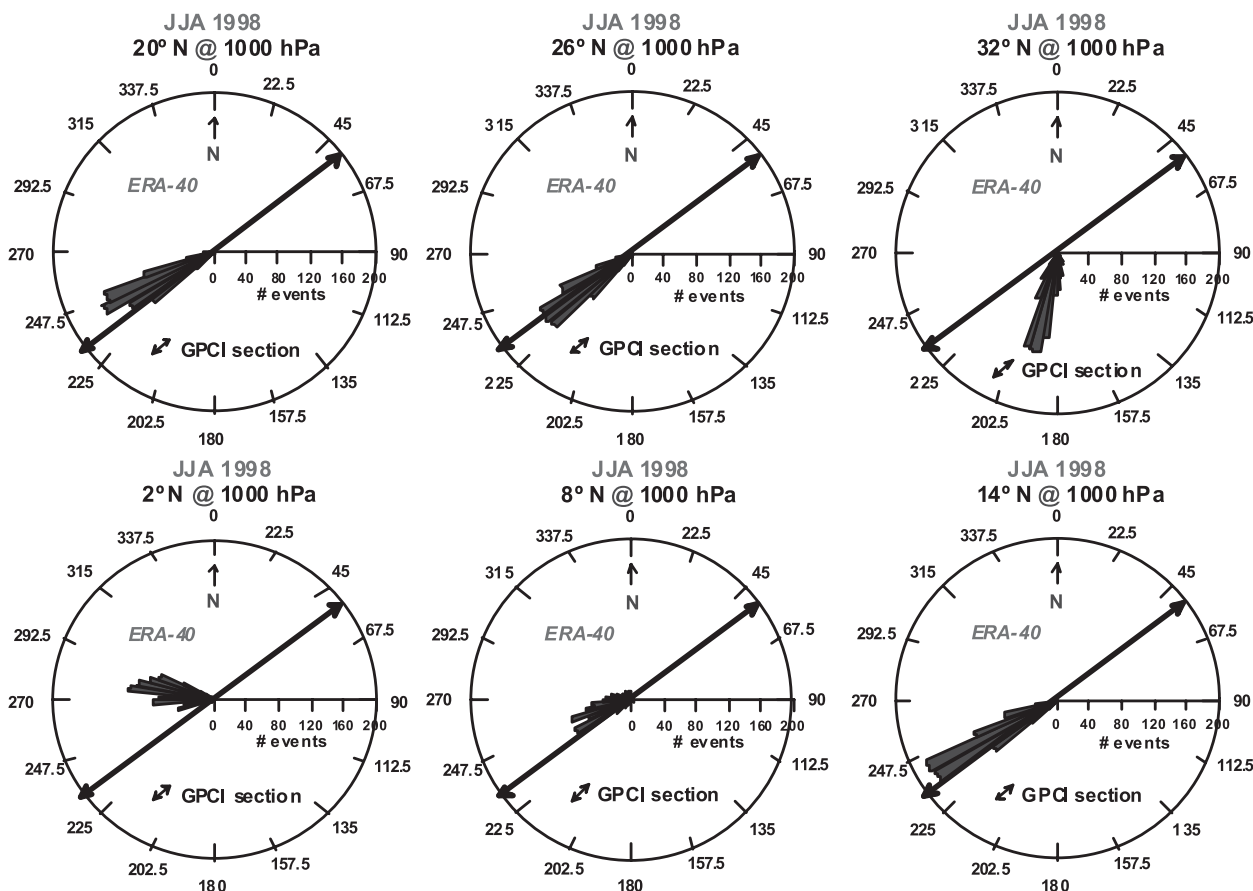 JJA 1998
20° N @ 1000 hPa
0
337.5
22.5
315
45
N
ERA-40
292.5
67.5
270
90
0 40 80 120 160 200
# events
247.5
112.5
GPCI section
225
135
202.5
157.5
180
JJA 1998
26° N @ 1000 hPa
0
337.5
22.5
315
45
N
ERA-40
292.5
67.5
270
90
0 40 80 120 160 200
# events
247.5
112.5
GPCI section
225
135
202.5
157.5
180
JJA 1998
32° N @ 1000 hPa
0
337.5
22.5
315
45
N
ERA-40
292.5
67.5
270
90
40 80 120 160 200
# events
247.5
112.5
GPCI section
225
135
202.5
157.5
180
JJA 1998
2° N @ 1000 hPa
0
337.5
22.5
315
45
N
ERA-40
292.5
67.5
270
90
0 40 80 120 160 200
# events
247.5
112.5
GPCI section
225
135
202.5
157.5
180
JJA 1998
8° N @ 1000 hPa
0
337.5
22.5
315
45
N
ERA-40
292.5
67.5
270
90
0 40 80 120 160 200
# events
247.5
112.5
GPCI section
225
135
202.5
157.5
180
JJA 1998
14° N @ 1000 hPa
0
337.5
22.5
315
45
N
ERA-40
292.5
67.5
270
90
0 40 80 120 160 200
# events
247.5
112.5
GPCI section
225
135
202.5
157.5
180